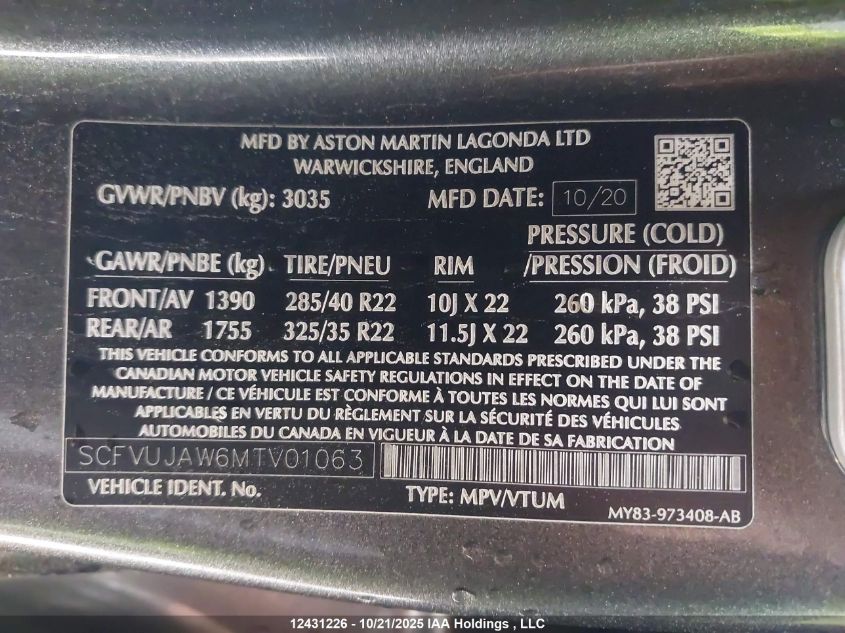 MFD BY ASTON MARTIN LAGONDA LTD
WARWICKSHIRE, ENGLAND
GVWR/PNBV (kg): 3035 MFD DATE: 10/20
PRESSURE (COLD)
GAWR/PNBE (kg) TIRE/PNEU RIM /PRESSION (FROID)
FRONT/AV 1390 285/40 R22 10J X 22 260 kPa, 38 PSI
REAR/AR 1755 325/35 R22 11.5J X 22 260 kPa, 38 PSI
THIS VEHICLE CONFORMS TO ALL APPLICABLE STANDARDS PRESCRIBED UNDER THE
CANADIAN MOTOR VEHICLE SAFETY REGULATIONS IN EFFECT ON THE DATE OF
MANUFACTURE / CE VÉHICULE EST CONFORME À TOUTES LES NORMES QUI LUI SONT
APPLICABLES EN VERTU DU RÈGLEMENT SUR LA SÉCURITÉ DES VÉHICULES
AUTOMOBILES DU CANADA EN VIGUEUR À LA DATE DE SA FABRICATION.
SCFVUJAW6MTV01063
VEHICLE IDENT. No. TYPE: MPV/VTUM
MY83-973408-AB
12431226 - 10/21/2025 IAA Holdings, LLC